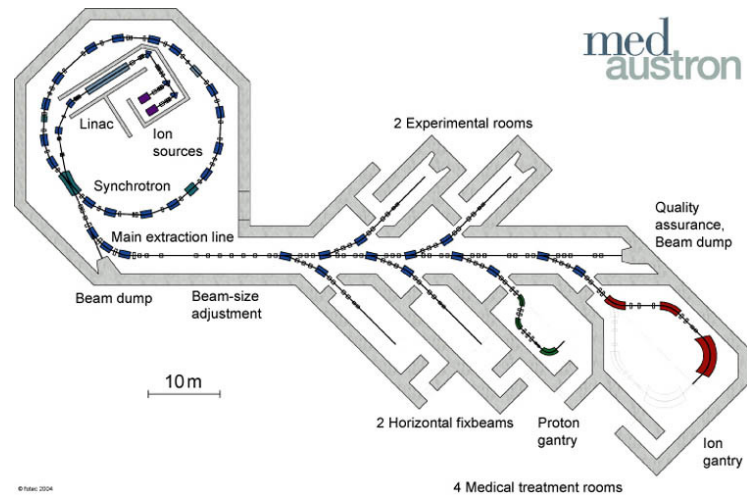 med
austron
2 Experimental rooms
Linac
Ion
sources
Synchrotron
Quality
assurance,
Beam dump
Main extraction line
Beam dump
Beam-size
adjustment
10 m
2 Horizontal fixbeams
Proton
gantry
Ion
gantry
4 Medical treatment rooms
© fotec 2004